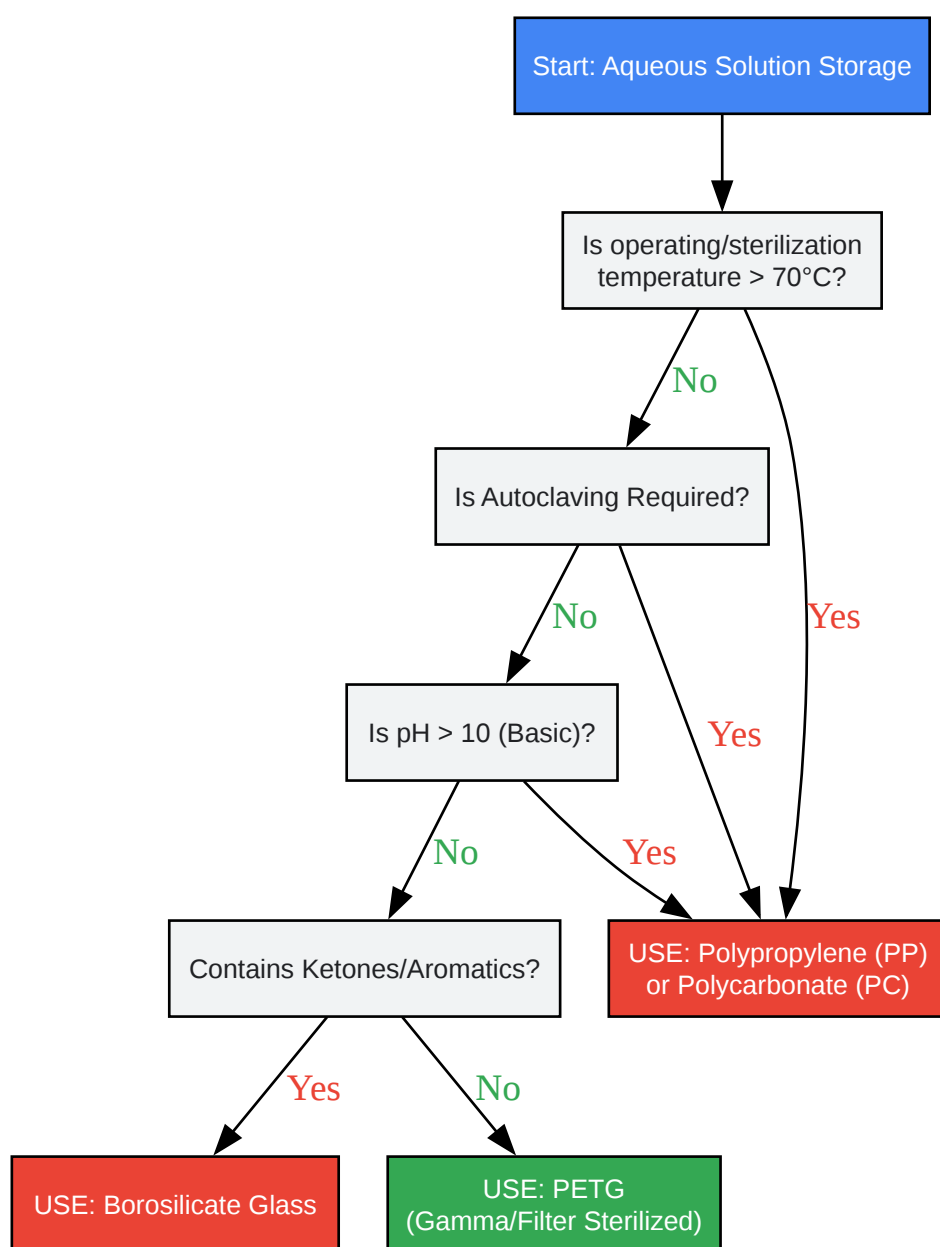 Start: Aqueous Solution Storage
Is operating/sterilization
temperature > 70°C?
No
Yes
Is Autoclaving Required?
No
Yes
Is pH > 10 (Basic)?
No
Yes
Contains Ketones/Aromatics?
USE: Polypropylene (PP)
or Polycarbonate (PC)
Yes
No
USE: Borosilicate Glass
USE: PETG
(Gamma/Filter Sterilized)